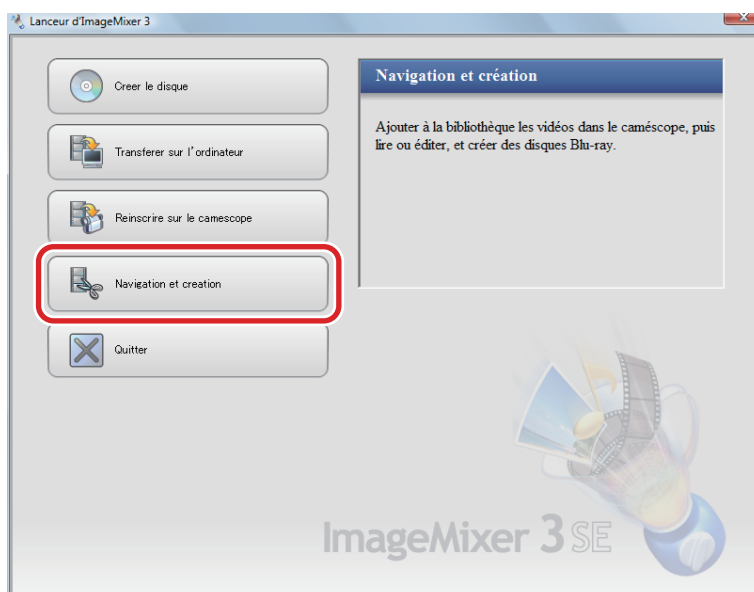 Lanceur d'ImageMixer 3
Creer le disque
Transferer sur l'ordinateur
Reinscrire sur le camescope
Navigation et creation
Quitter
Navigation et création
Ajouter à la bibliothèque les vidéos dans le caméscope, puis
lire ou éditer, et créer des disques Blu-ray.
ImageMixer 3 SE